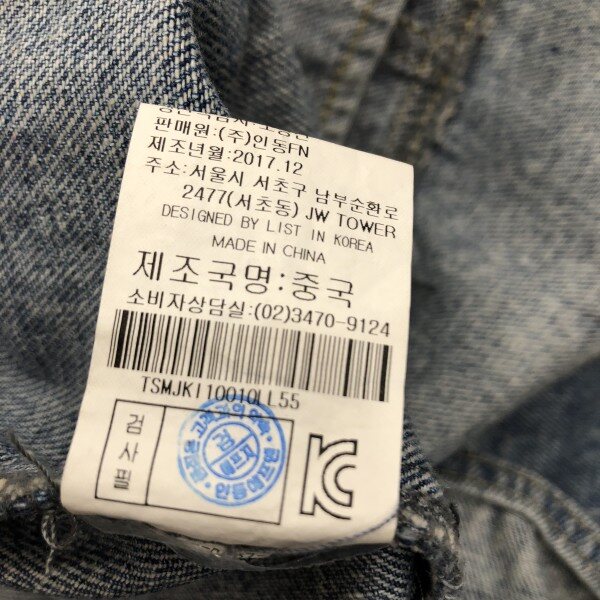 판매원:(주)인동FN
제조년월:2017.12
주소:서울시 서초구 남부순환로
2477(서초동) JW TOWER
DESIGNED BY LIST IN KOREA
MADE IN CHINA
제조국명:중국
소비자상담실:(02)3470-9124
TSMJKI10010LL55
검사필
KC